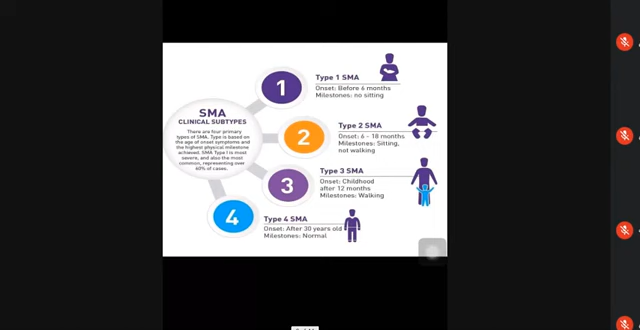 SMA
CLINICAL SUBTYPES
There are four primary
types of SMA. Type is based on
the age of onset symptoms and
the highest physical milestone
achieved. SMA Type I is most
severe, and also the most
common, representing over
60% of cases.
1
Type 1 SMA
Onset: Before 6 months
Milestones: no sitting
2
Type 2 SMA
Onset: 6 - 18 months
Milestones: Sitting,
not walking
3
Type 3 SMA
Onset: Childhood
after 12 months
Milestones: Walking
4
Type 4 SMA
Onset: After 30 years old
Milestones: Normal